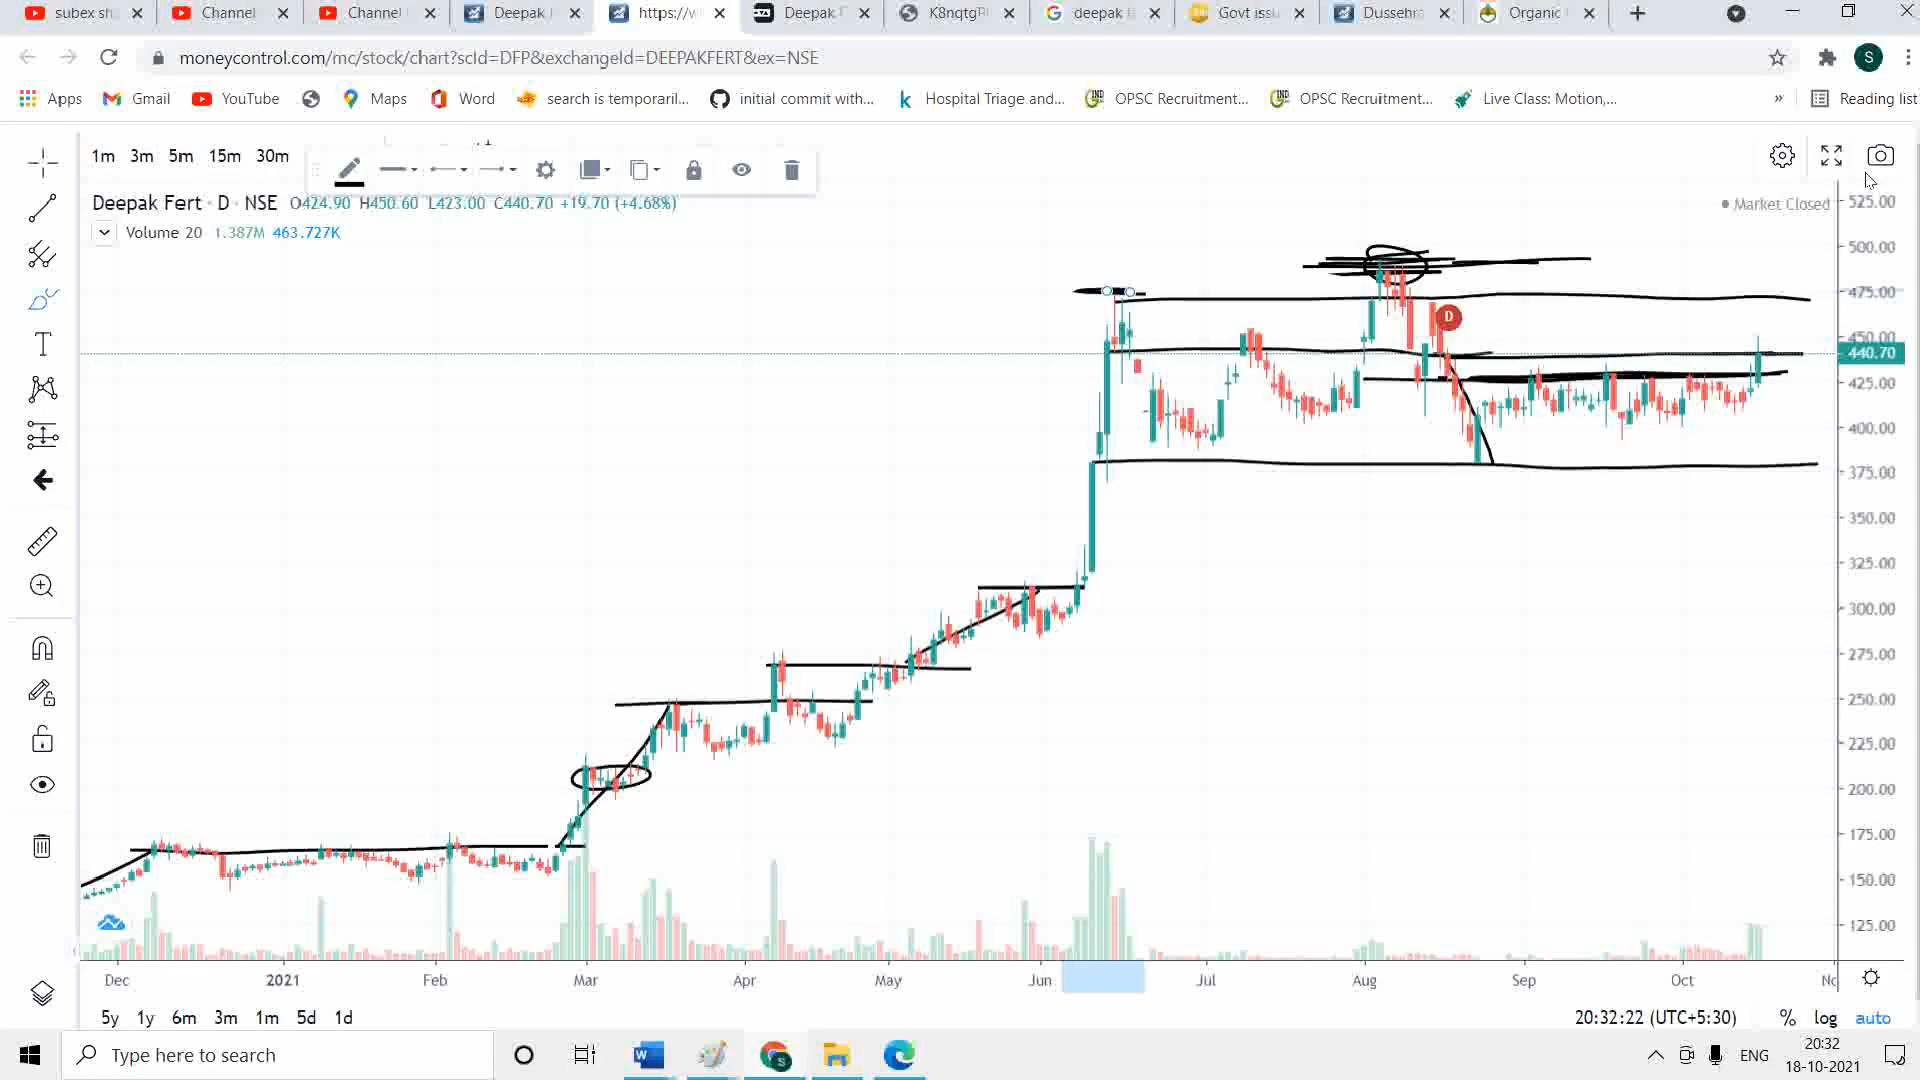 subex sh
Channel
Channel
Deepak
https://w
Deepak F
K8nqtgRl
deepak f
Govt issu
Dussehra
Organic
moneycontrol.com/mc/stock/chart?scId=DFP&exchangeId=DEEPAKFERT&ex=NSE
S
Apps Gmail YouTube Maps Word search is temporaril... initial commit with... Hospital Triage and... OPSC Recruitment... OPSC Recruitment... Live Class: Motion,... » Reading list
1m 3m 5m 15m 30m
Deepak Fert · D · NSE O424.90 H450.60 L423.00 C440.70 +19.70 (+4.68%)
Market Closed
Volume 20 1.387M 463.727K
525.00
500.00
475.00
450.00
440.70
425.00
400.00
375.00
350.00
325.00
300.00
275.00
250.00
225.00
200.00
175.00
150.00
125.00
D
Dec 2021 Feb Mar Apr May Jun Jul Aug Sep Oct
5y 1y 6m 3m 1m 5d 1d
20:32:22 (UTC+5:30) % log auto
Type here to search
ENG
20:32
18-10-2021